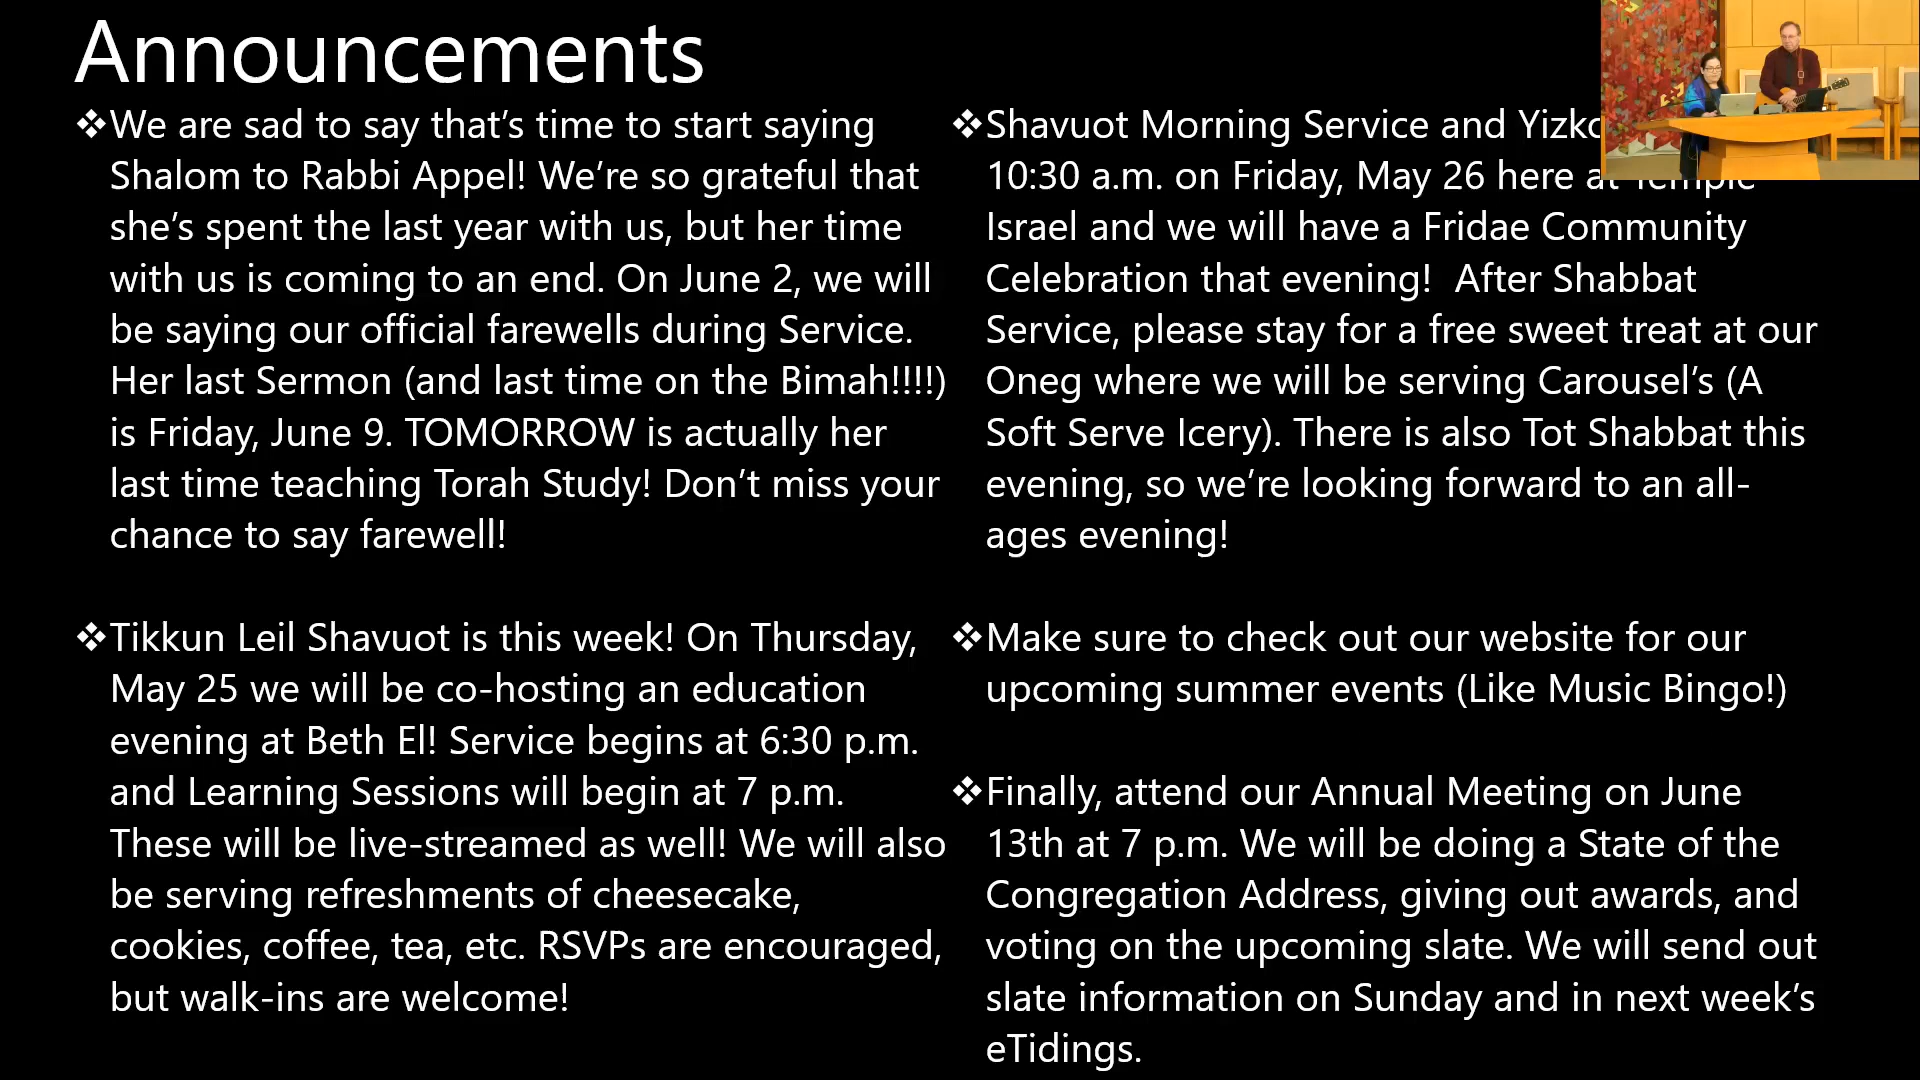 Announcements
❖We are sad to say that’s time to start saying
Shalom to Rabbi Appel! We’re so grateful that
she’s spent the last year with us, but her time
with us is coming to an end. On June 2, we will
be saying our official farewells during Service.
Her last Sermon (and last time on the Bimah!!!!)
is Friday, June 9. TOMORROW is actually her
last time teaching Torah Study! Don’t miss your
chance to say farewell!
❖Tikkun Leil Shavuot is this week! On Thursday,
May 25 we will be co-hosting an education
evening at Beth El! Service begins at 6:30 p.m.
and Learning Sessions will begin at 7 p.m.
These will be live-streamed as well! We will also
be serving refreshments of cheesecake,
cookies, coffee, tea, etc. RSVPs are encouraged,
but walk-ins are welcome!
❖Shavuot Morning Service and
10:30 a.m. on Friday, May 26 here at Temple
Israel and we will have a Fridae Community
Celebration that evening!  After Shabbat
Service, please stay for a free sweet treat at our
Oneg where we will be serving Carousel’s (A
Soft Serve Icery). There is also Tot Shabbat this
evening, so we’re looking forward to an all-
ages evening!
❖Make sure to check out our website for our
upcoming summer events (Like Music Bingo!)
❖Finally, attend our Annual Meeting on June
13th at 7 p.m. We will be doing a State of the
Congregation Address, giving out awards, and
voting on the upcoming slate. We will send out
slate information on Sunday and in next week’s
eTidings.